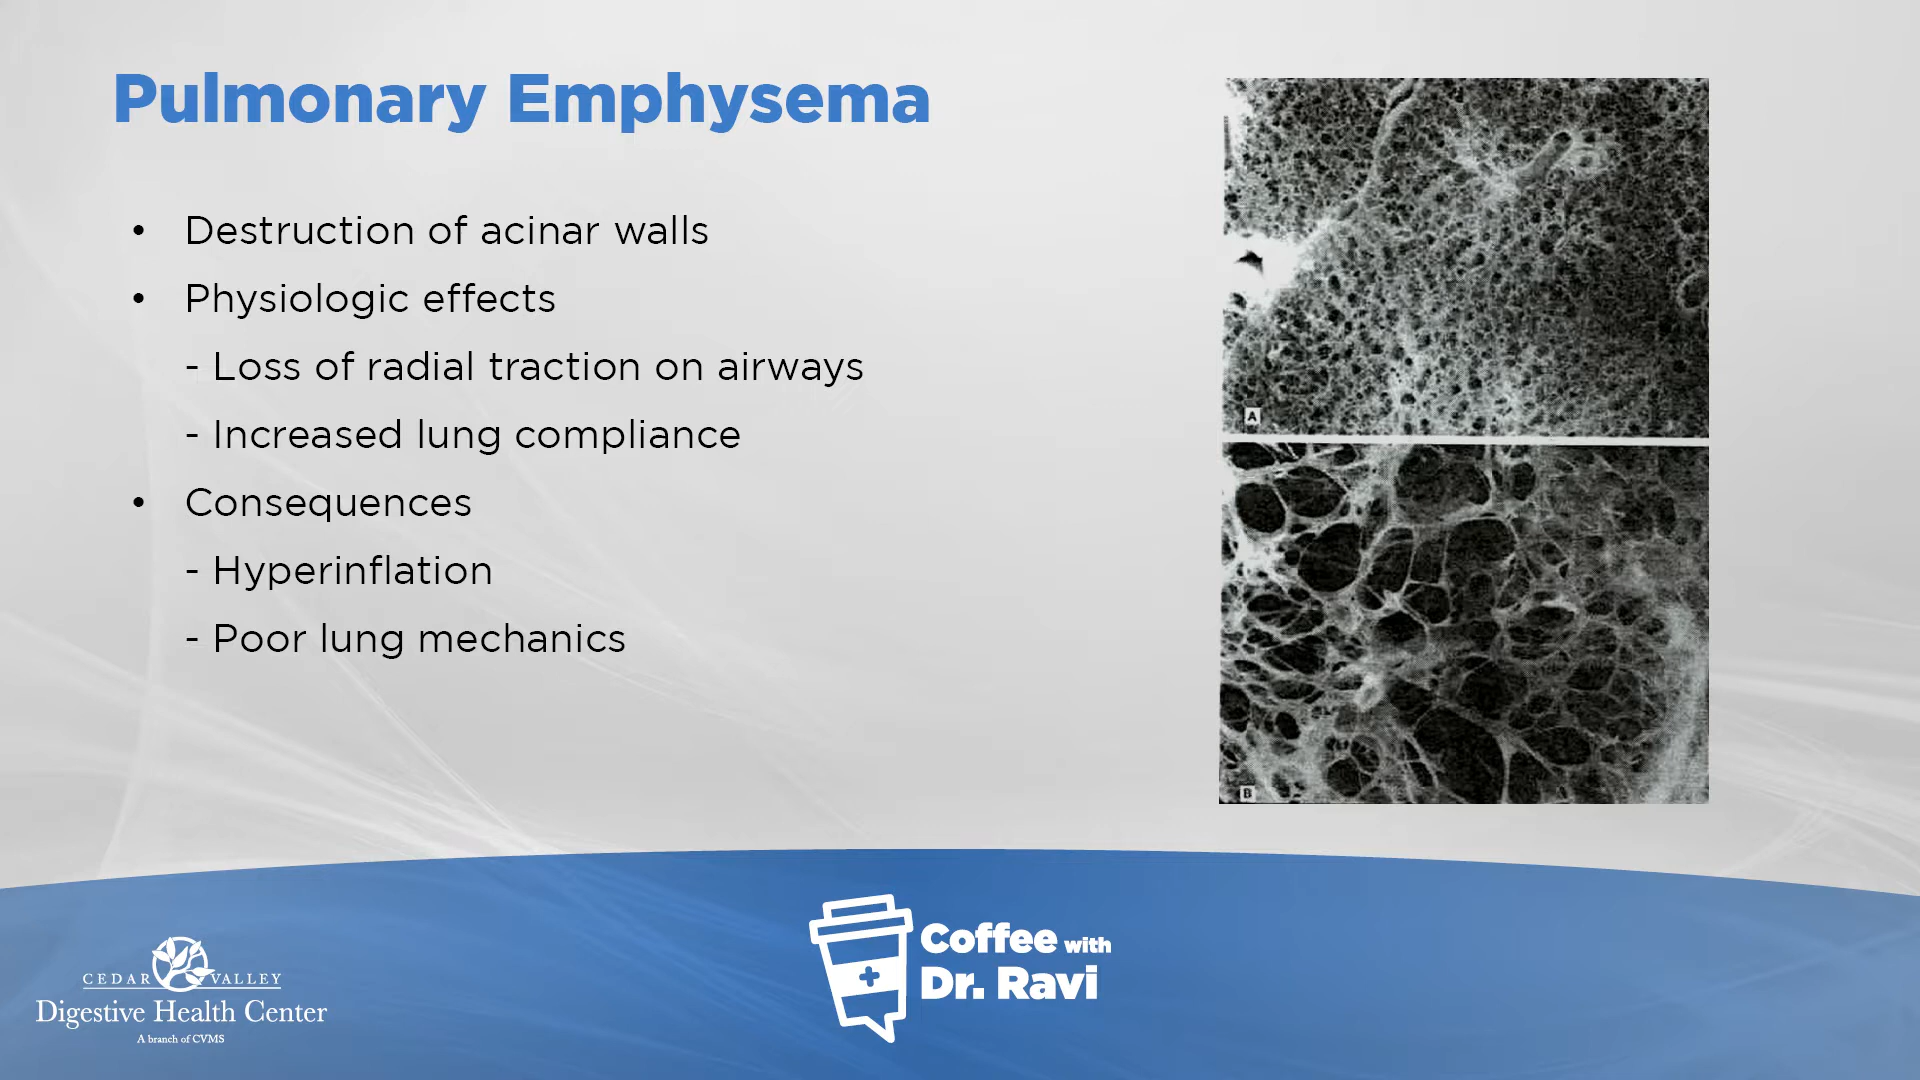 Pulmonary Emphysema
• Destruction of acinar walls
• Physiologic effects
- Loss of radial traction on airways
- Increased lung compliance
• Consequences
- Hyperinflation
- Poor lung mechanics
A
B
CEDAR VALLEY
Digestive Health Center
A branch of CVMS
Coffee with
Dr. Ravi